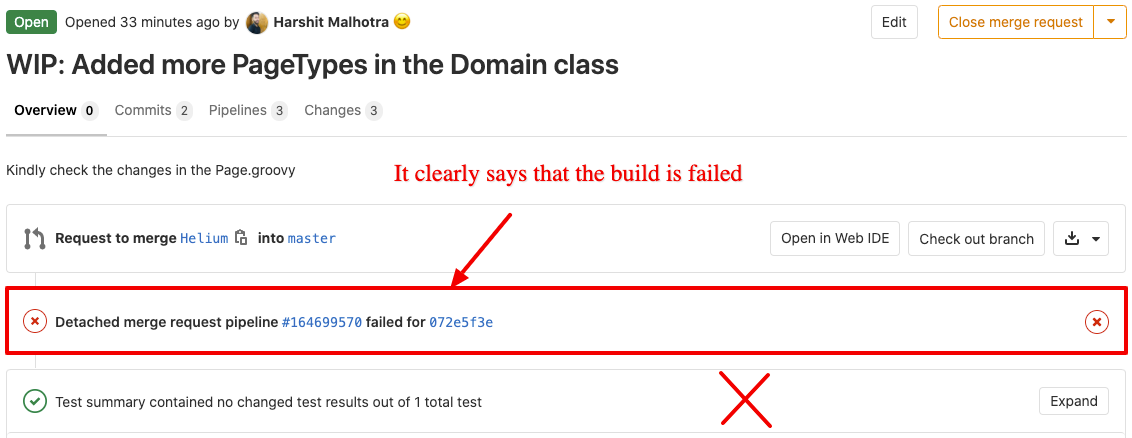 Open Opened 33 minutes ago by Harshit Malhotra Edit Close merge request
WIP: Added more PageTypes in the Domain class
Overview 0 Commits 2 Pipelines 3 Changes 3
Kindly check the changes in the Page.groovy
It clearly says that the build is failed
Request to merge Helium into master Open in Web IDE Check out branch
Detached merge request pipeline #164699570 failed for 072e5f3e
Test summary contained no changed test results out of 1 total test Expand